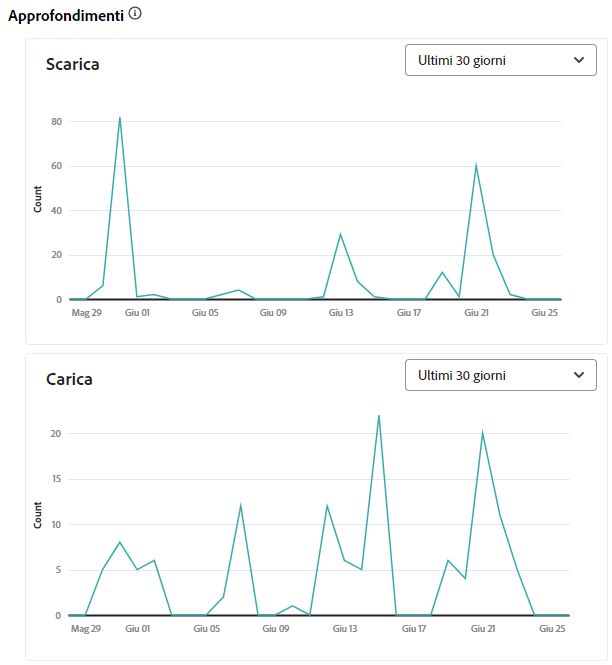 Approfondimenti
Scarica
Ultimi 30 giorni
80
60
40
20
0
Count
Mag 29 Giu 01 Giu 05 Giu 09 Giu 13 Giu 17 Giu 21 Giu 25
Carica
Ultimi 30 giorni
20
15
10
5
0
Count
Mag 29 Giu 01 Giu 05 Giu 09 Giu 13 Giu 17 Giu 21 Giu 25